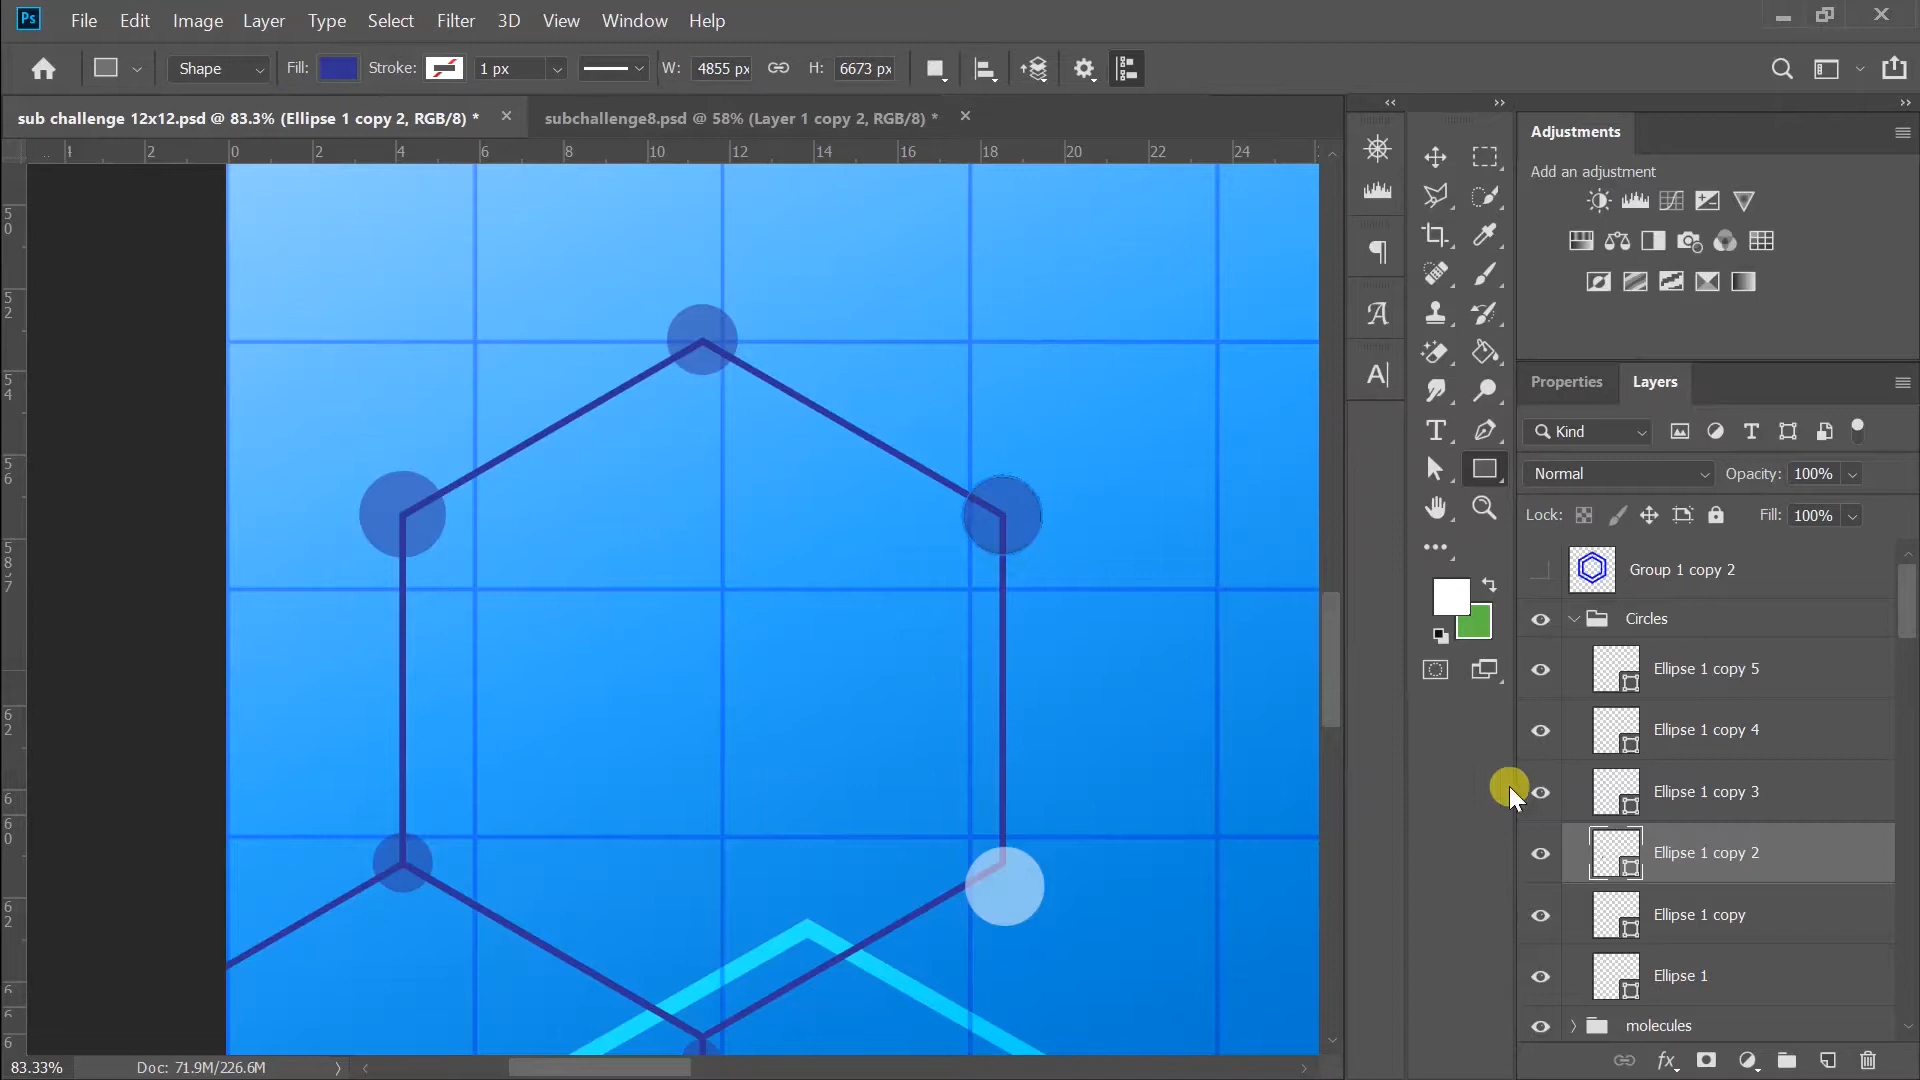 Ps File Edit Image Layer Type Select Filter 3D View Window Help
Shape Fill: Stroke: 1 px W: 4855 px H: 6673 px
sub challenge 12x12.psd @ 83.3% (Ellipse 1 copy 2, RGB/8) *
subchallenge8.psd @ 58% (Layer 1 copy 2, RGB/8) *
2 0 2 4 6 8 10 12 14 16 18 20 22 24
Adjustments
Add an adjustment
Properties Layers
Kind
Normal Opacity: 100%
Lock: Fill: 100%
Group 1 copy 2
Circles
Ellipse 1 copy 5
Ellipse 1 copy 4
Ellipse 1 copy 3
Ellipse 1 copy 2
Ellipse 1 copy
Ellipse 1
molecules
83.33% Doc: 71.9M/226.6M